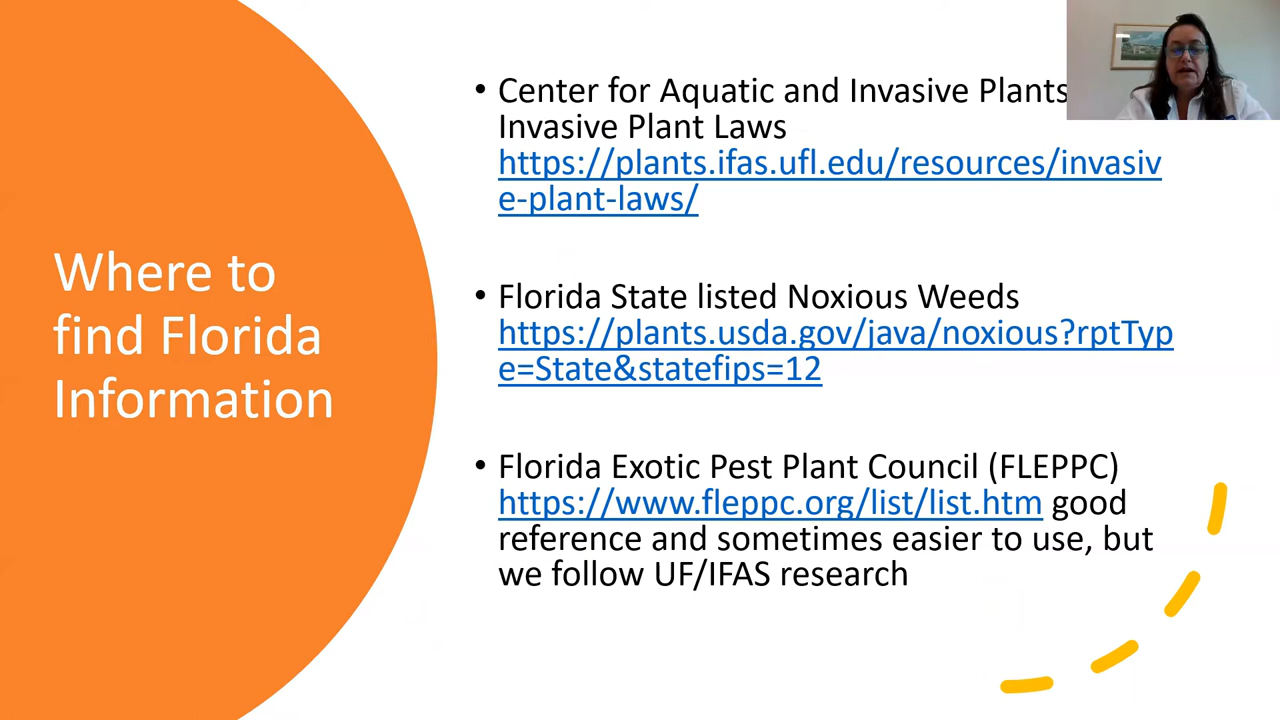 Where to
find Florida
Information
• Center for Aquatic and Invasive Plants
Invasive Plant Laws
https://plants.ifas.ufl.edu/resources/invasiv
e-plant-laws/
• Florida State listed Noxious Weeds
https://plants.usda.gov/java/noxious?rptTyp
e=State&statefips=12
• Florida Exotic Pest Plant Council (FLEPPC)
https://www.fleppc.org/list/list.htm good
reference and sometimes easier to use, but
we follow UF/IFAS research